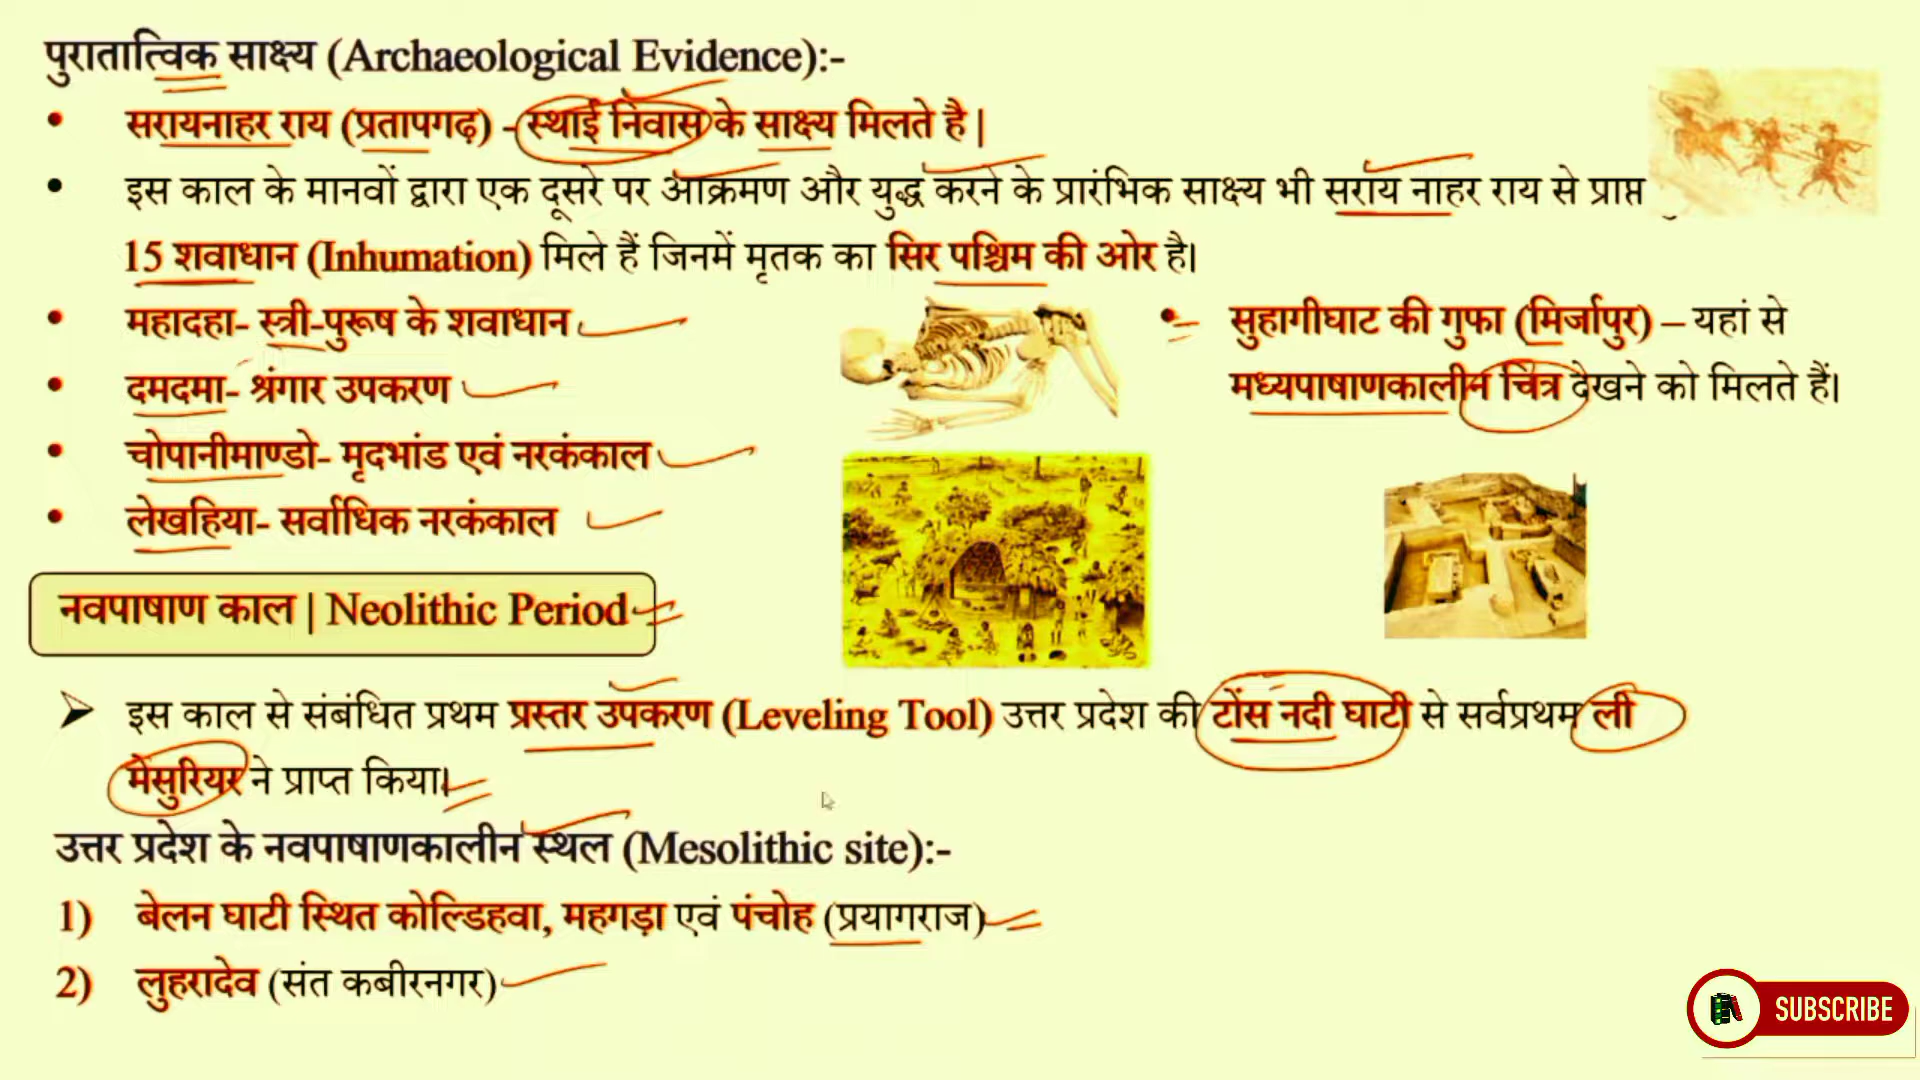 पुरातात्विक साक्ष्य (Archaeological Evidence):-
• सरायनाहर राय (प्रतापगढ़) - स्थाई निवास के साक्ष्य मिलते है |
• इस काल के मानवों द्वारा एक दूसरे पर आक्रमण और युद्ध करने के प्रारंभिक साक्ष्य भी सराय नाहर राय से प्राप्त
15 शवाधान (Inhumation) मिले हैं जिनमें मृतक का सिर पश्चिम की ओर है।
• महादहा- स्त्री-पुरूष के शवाधान
• दमदमा- श्रंगार उपकरण
• चोपानीमाण्डो- मृदभांड एवं नरकंकाल
• लेखहिया- सर्वाधिक नरकंकाल
• सुहागीघाट की गुफा (मिर्जापुर) – यहां से
मध्यपाषाणकालीन चित्र देखने को मिलते हैं।
नवपाषाण काल | Neolithic Period
➢ इस काल से संबंधित प्रथम प्रस्तर उपकरण (Leveling Tool) उत्तर प्रदेश की टोंस नदी घाटी से सर्वप्रथम ली
मेसुरियर ने प्राप्त किया।
उत्तर प्रदेश के नवपाषाणकालीन स्थल (Mesolithic site):-
1) बेलन घाटी स्थित कोल्डिहवा, महगड़ा एवं पंचोह (प्रयागराज)
2) लुहरादेव (संत कबीरनगर)
SUBSCRIBE